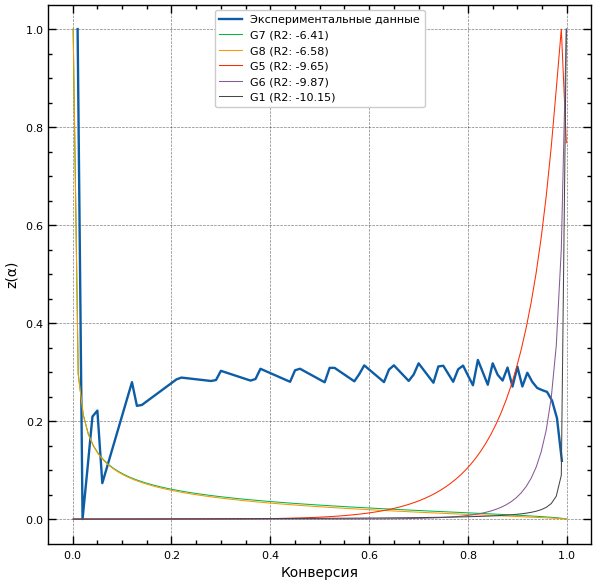 Экспериментальные данные
G7 (R2: -6.41)
G8 (R2: -6.58)
G5 (R2: -9.65)
G6 (R2: -9.87)
G1 (R2: -10.15)
1.0
0.8
0.6
0.4
0.2
0.0
z(α)
0.0 0.2 0.4 0.6 0.8 1.0
Конверсия